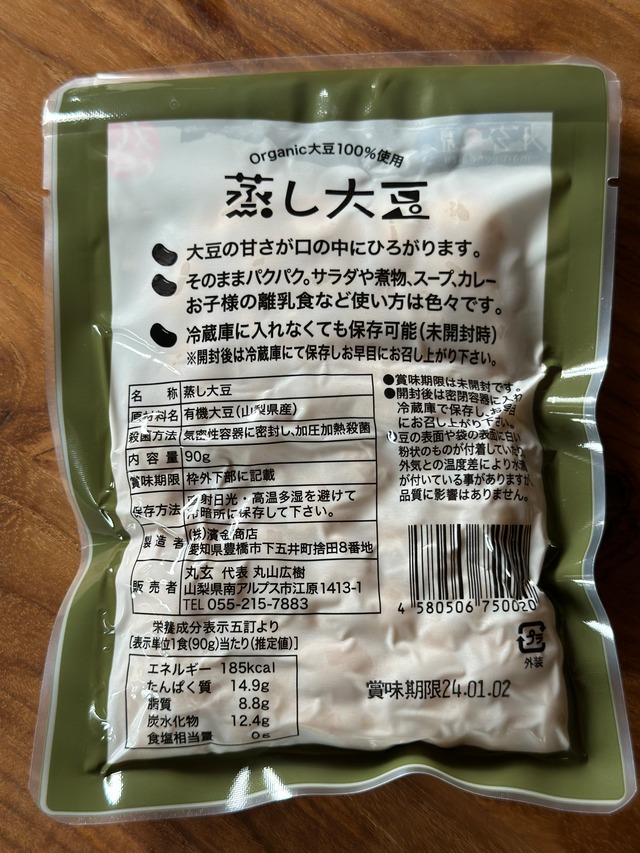 Organic大豆100%使用
蒸し大豆
大豆の甘さが口の中にひろがります。
そのままパクパク。サラダや煮物、スープ、カレー
お子様の離乳食など使い方は色々です。
冷蔵庫に入れなくても保存可能(未開封時)
※開封後は冷蔵庫にて保存しお早目にお召し上がり下さい。
名 称 蒸し大豆
原材料名 有機大豆(山梨県産)
殺菌方法 気密性容器に密封し、加圧加熱殺菌
内 容 量 90g
賞味期限 枠外下部に記載
保存方法 直射日光・高温多湿を避けて
常暗所に保存して下さい。
製 造 者 (株)濱金商店
愛知県豊橋市下五井町捨田8番地
販 売 者 丸玄 代表 丸山広樹
山梨県南アルプス市江原1413-1
TEL 055-215-7883
●賞味期限は未開封です。
●開封後は密閉容器に入れ
冷蔵庫で保存し、お早目
にお召し上がり下さい。
●豆の表面や袋の表面に白い
粉状のものが付着していたり
外気との温度差により水滴
が付いている事がありますが
品質に影響はありません。
4 580506 750020
プラ
外装
栄養成分表示五訂より
[表示単位1食(90g)当たり(推定値)]
エネルギー 185kcal
たんぱく質 14.9g
脂質 8.8g
炭水化物 12.4g
食塩相当量 0g
賞味期限24.01.02